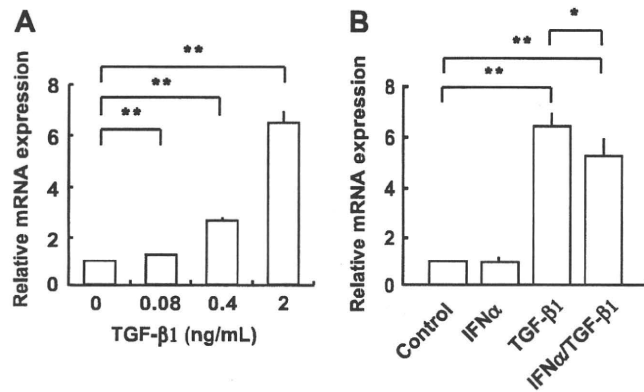 A
Relative mRNA expression
8
6
4
2
0
**
**
**
0 0.08 0.4 2
TGF-β1 (ng/mL)
B
Relative mRNA expression
8
6
4
2
0
*
**
**
Control
IFNα
TGF-β1
IFNα/TGF-β1